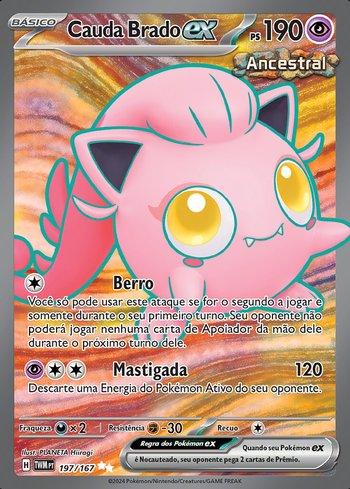 BÁSICO
Cauda Brado ex PS 190
Ancestral
Berro
Você só pode usar este ataque se for o segundo a jogar e
somente durante o seu primeiro turno. Seu oponente não
poderá jogar nenhuma carta de Apoiador da mão dele
durante o próximo turno dele.
Mastigada 120
Descarte uma Energia do Pokémon Ativo do seu oponente.
Fraqueza x2 Resistência -30 Recuo
Ilustr. PLANETA Hiiragi
Regra dos Pokémon ex
Quando seu Pokémon ex
é Nocauteado, seu oponente pega 2 cartas de Prêmio.
H TWM PT 197/167
©2024 Pokémon/Nintendo/Creatures/GAME FREAK